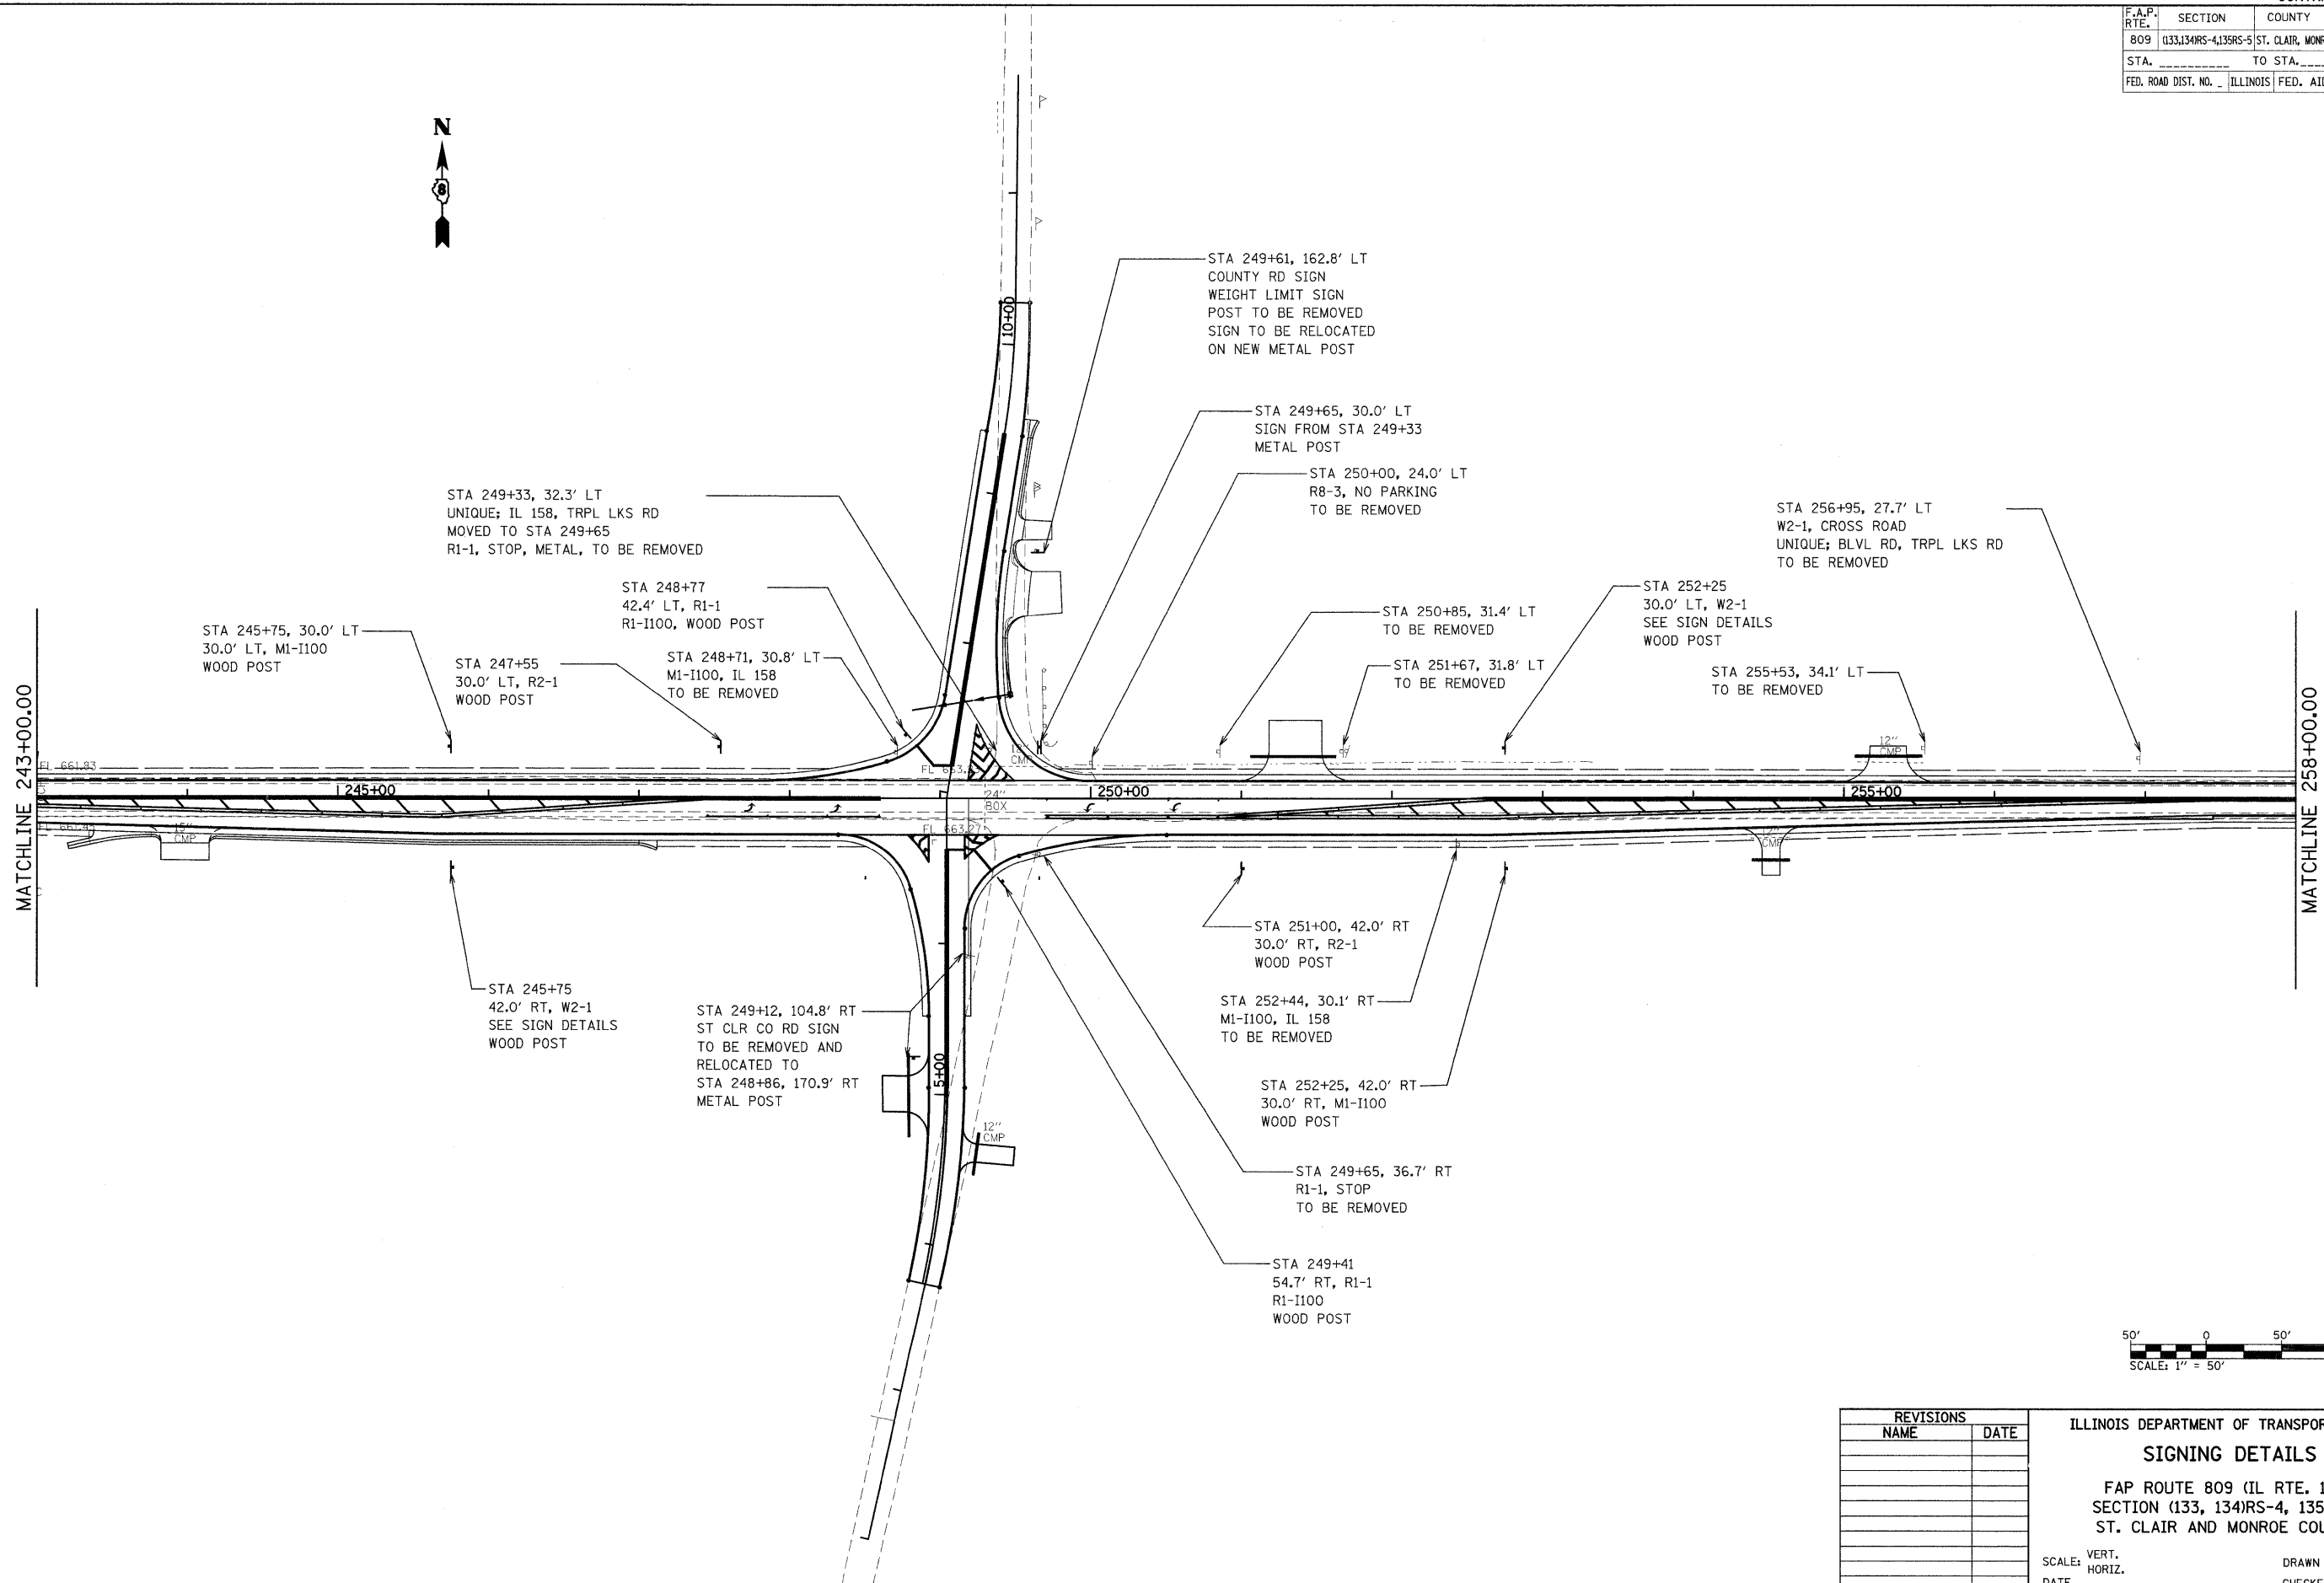 F.A.P. RTE. SECTION COUNTY
809 (133,134)RS-4,135RS-5 ST. CLAIR, MONR
STA. __________ TO STA.____
FED. ROAD DIST. NO. _ ILLINOIS FED. AID
N
8
STA 249+61, 162.8' LT
COUNTY RD SIGN
WEIGHT LIMIT SIGN
POST TO BE REMOVED
SIGN TO BE RELOCATED
ON NEW METAL POST
10+00
STA 249+65, 30.0' LT
SIGN FROM STA 249+33
METAL POST
STA 250+00, 24.0' LT
R8-3, NO PARKING
TO BE REMOVED
STA 249+33, 32.3' LT
UNIQUE; IL 158, TRPL LKS RD
MOVED TO STA 249+65
R1-1, STOP, METAL, TO BE REMOVED
STA 256+95, 27.7' LT
W2-1, CROSS ROAD
UNIQUE; BLVL RD, TRPL LKS RD
TO BE REMOVED
STA 248+77
42.4' LT, R1-1
R1-I100, WOOD POST
STA 252+25
30.0' LT, W2-1
SEE SIGN DETAILS
WOOD POST
STA 250+85, 31.4' LT
TO BE REMOVED
STA 245+75, 30.0' LT
30.0' LT, M1-I100
WOOD POST
STA 247+55
30.0' LT, R2-1
WOOD POST
STA 248+71, 30.8' LT
M1-I100, IL 158
TO BE REMOVED
STA 251+67, 31.8' LT
TO BE REMOVED
STA 255+53, 34.1' LT
TO BE REMOVED
MATCHLINE 243+00.00
MATCHLINE 258+00.00
FL 661.83
12"
CMP
CMP
245+00
250+00
255+00
24"
BOX
FL 663.27
15"
CMP
CMP
STA 251+00, 42.0' RT
30.0' RT, R2-1
WOOD POST
STA 245+75
42.0' RT, W2-1
SEE SIGN DETAILS
WOOD POST
STA 249+12, 104.8' RT
ST CLR CO RD SIGN
TO BE REMOVED AND
RELOCATED TO
STA 248+86, 170.9' RT
METAL POST
STA 252+44, 30.1' RT
M1-I100, IL 158
TO BE REMOVED
5+00
STA 252+25, 42.0' RT
30.0' RT, M1-I100
WOOD POST
12"
CMP
STA 249+65, 36.7' RT
R1-1, STOP
TO BE REMOVED
STA 249+41
54.7' RT, R1-1
R1-I100
WOOD POST
50' 0 50'
SCALE: 1" = 50'
REVISIONS
NAME DATE
ILLINOIS DEPARTMENT OF TRANSPOR
SIGNING DETAILS
FAP ROUTE 809 (IL RTE. 1
SECTION (133, 134)RS-4, 135
ST. CLAIR AND MONROE COU
SCALE: VERT.
HORIZ.
DRAWN
DATE